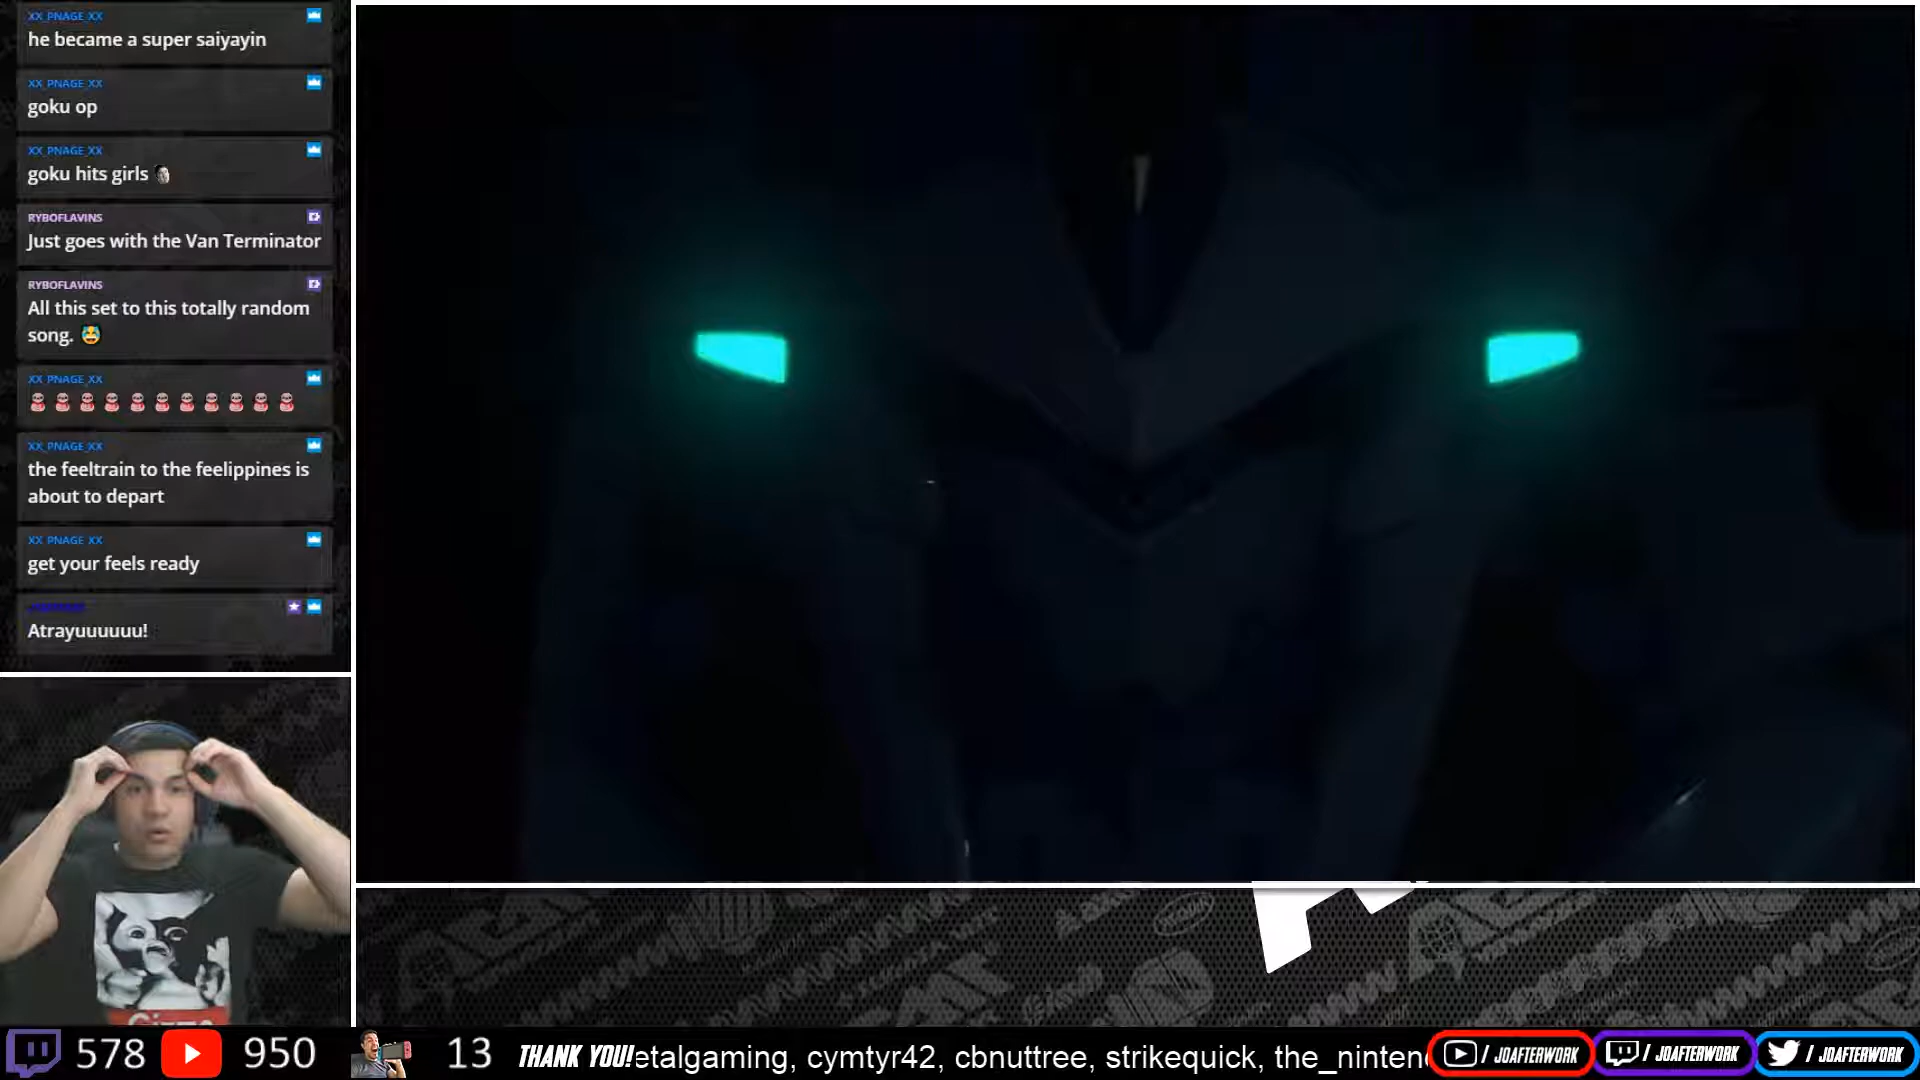 XX_PNAGE_XX
he became a super saiyayin
XX_PNAGE_XX
goku op
XX_PNAGE_XX
goku hits girls
RYBOFLAVINS
Just goes with the Van Terminator
RYBOFLAVINS
All this set to this totally random
song.
XX_PNAGE_XX
XX_PNAGE_XX
the feeltrain to the feelippines is
about to depart
XX_PNAGE_XX
get your feels ready
Atrayuuuuuu!
578
950
13
THANK YOU!
etalgaming, cymtyr42, cbnuttree, strikequick, the_ninten
/ JOAFTERWORK
/ JOAFTERWORK
/ JOAFTERWORK